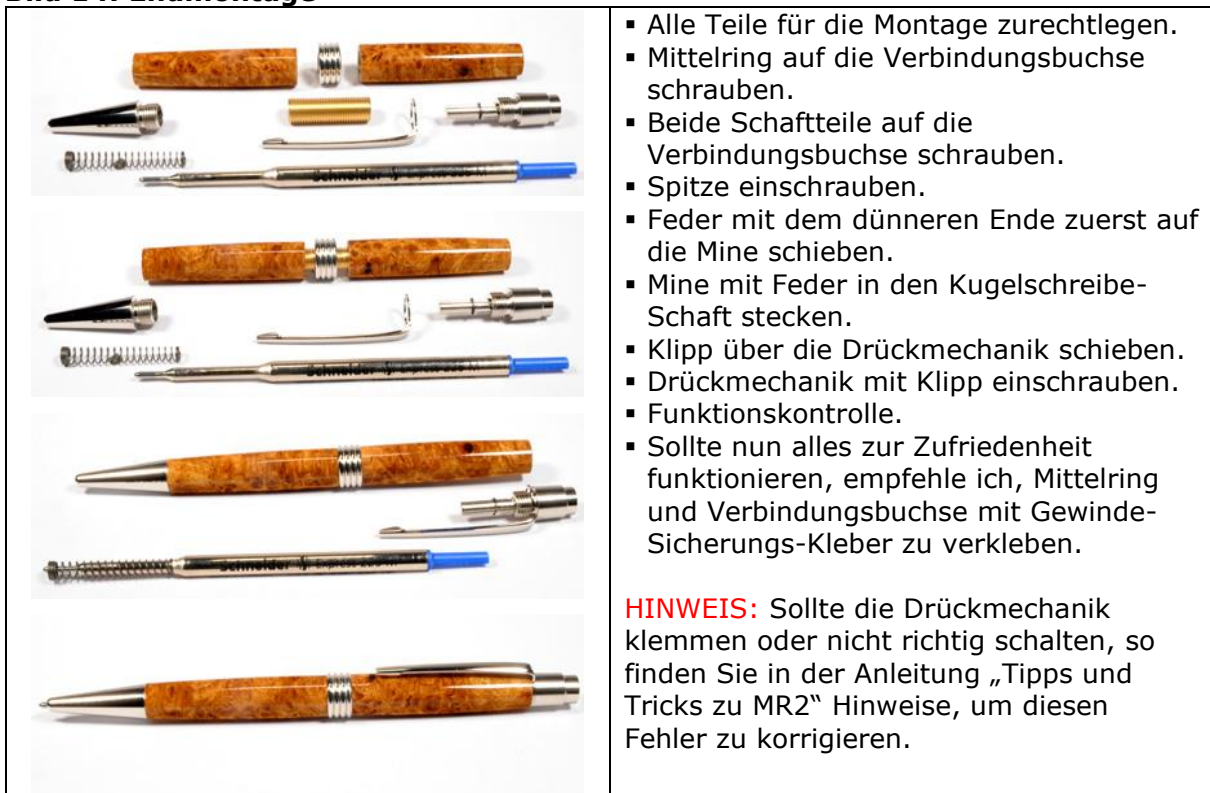 ▪ Alle Teile für die Montage zurechtlegen.
▪ Mittelring auf die Verbindungsbuchse
schrauben.
▪ Beide Schaftteile auf die
Verbindungsbuchse schrauben.
▪ Spitze einschrauben.
▪ Feder mit dem dünneren Ende zuerst auf
die Mine schieben.
▪ Mine mit Feder in den Kugelschreibe-
Schaft stecken.
▪ Klipp über die Drückmechanik schieben.
▪ Drückmechanik mit Klipp einschrauben.
▪ Funktionskontrolle.
▪ Sollte nun alles zur Zufriedenheit
funktionieren, empfehle ich, Mittelring
und Verbindungsbuchse mit Gewinde-
Sicherungs-Kleber zu verkleben.
HINWEIS: Sollte die Drückmechanik
klemmen oder nicht richtig schalten, so
finden Sie in der Anleitung „Tipps und
Tricks zu MR2“ Hinweise, um diesen
Fehler zu korrigieren.
Schneider
Schneider
Schneider